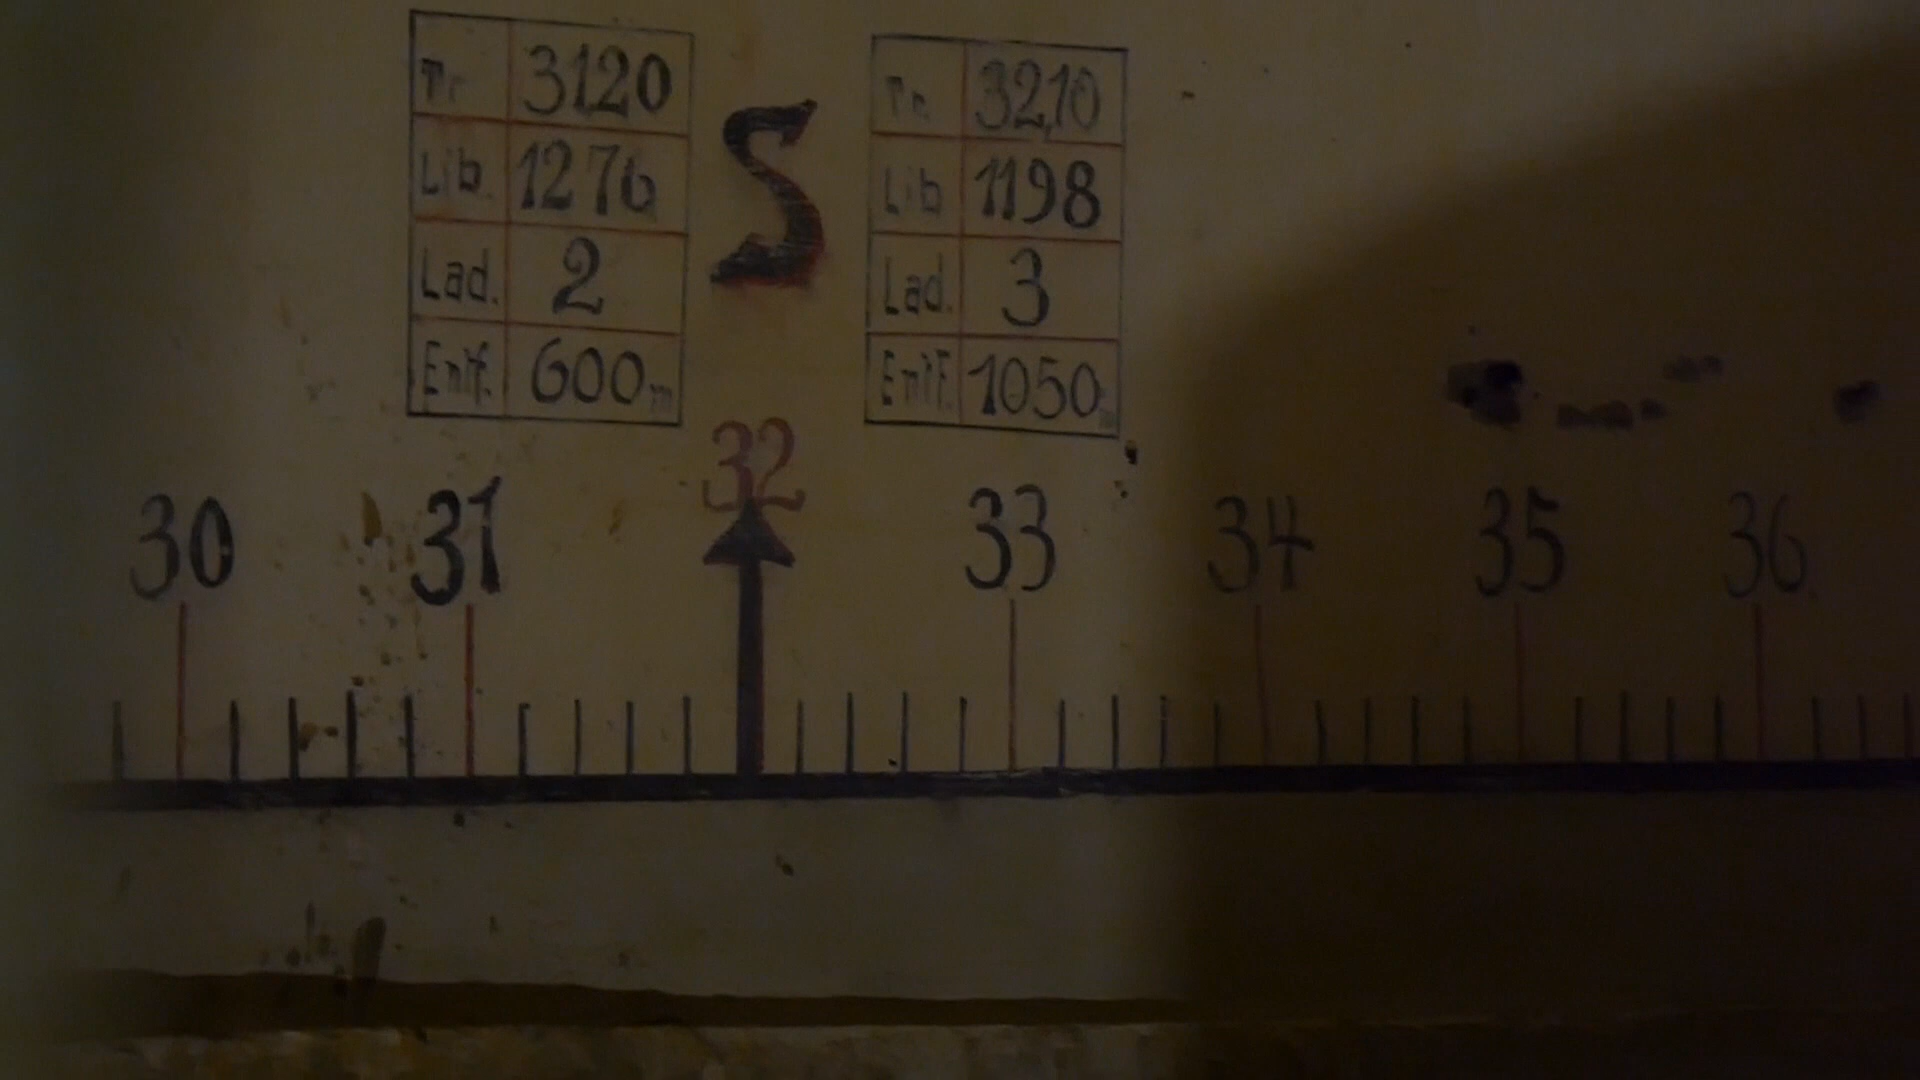 Tr. 3120
Lib. 1276
Lad. 2
Entf. 600 m
S
Tr. 3210
Lib. 1198
Lad. 3
Entf. 1050 m
30 31 32 33 34 35 36